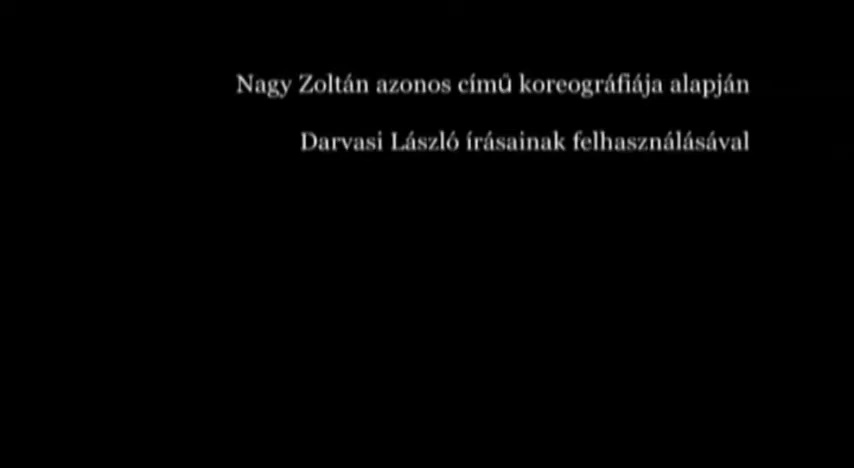 Nagy Zoltán azonos című koreográfiája alapján
Darvasi László írásainak felhasználásával